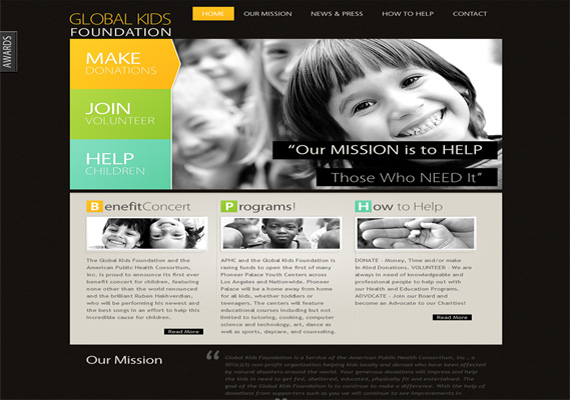 GLOBAL KIDS
FOUNDATION
HOME OUR MISSION NEWS & PRESS HOW TO HELP CONTACT
AWARDS
MAKE
DONATIONS
JOIN
VOLUNTEER
HELP
CHILDREN
“Our MISSION is to HELP
Those Who NEED It”
BenefitConcert
The Global Kids Foundation and the
American Public Health Consortium,
Inc. is proud to announce its first ever
benefit concert for children, featuring
none other than the world renowned
and the brilliant Ruben Hakhverdian,
who will be performing his newest and
the best songs in an effort to help this
incredible cause for children.
Read More
Programs!
APHC and the Global Kids Foundation is
raising funds to open the first of many
Pioneer Palace Youth Centers across
Los Angeles and Nationwide. Pioneer
Palace will be a home away from home
for all kids, whether toddlers or
teenagers. The centers will feature
educational courses including but not
limited to tutoring, cooking, computer
science and technology, art, dance as
well as sports, daycare, and counseling.
How to Help
DONATE - Money, Time and/or make
In Kind Donations. VOLUNTEER - We are
always in need of knowledgeable and
professional people to help out with
our Health and Education Programs.
ADVOCATE - Join our Board and
become an Advocate to our Charities!
Read More
Our Mission
“ Global Kids Foundation is a Service of the American Public Health Consortium, Inc., a
501(c)(3) non-profit organization helping kids locally and abroad who have been affected
by natural disasters around the world. Your generous donations will impress and help
the kids in need to get fed, sheltered, educated, physically fit and entertained. The
goal of the Global Kids Foundation is to continue to make a difference. With the help of
donations from supporters such as you we will continue to see improvements in